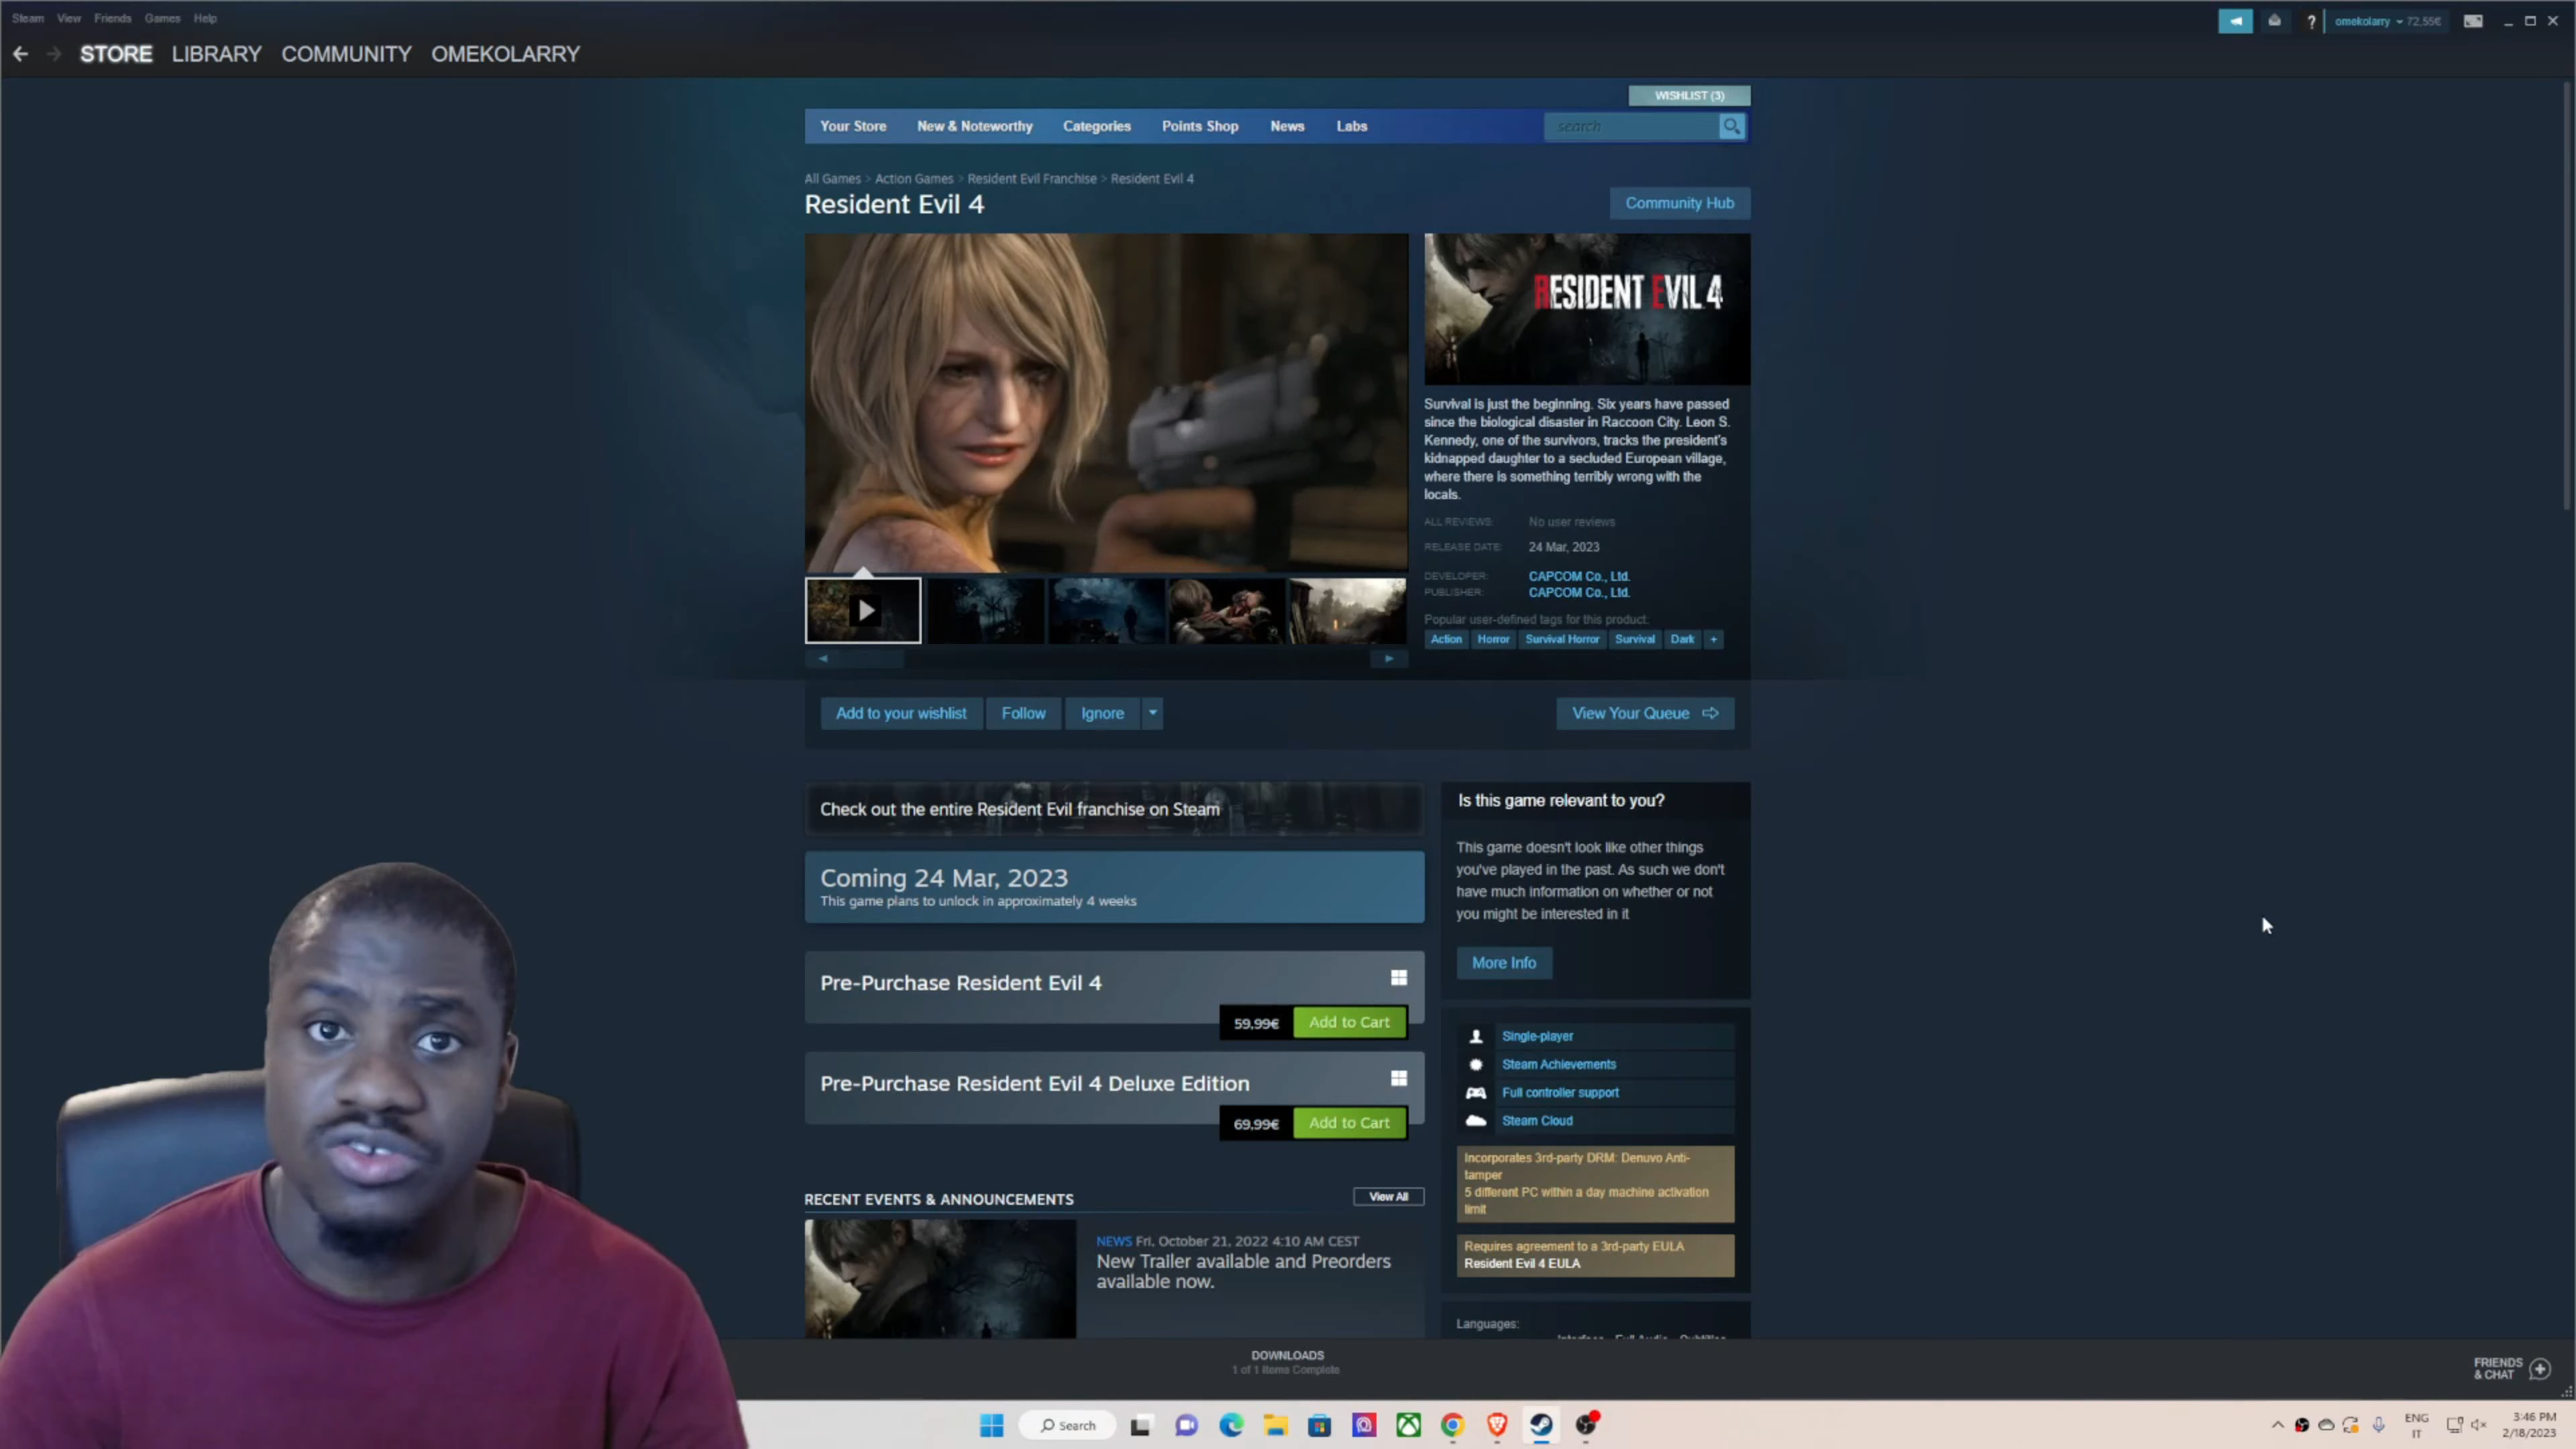 Steam View Friends Games Help
omekolarry 72,55€
STORE LIBRARY COMMUNITY OMEKOLARRY
WISHLIST (3)
Your Store New & Noteworthy Categories Points Shop News Labs
search
All Games > Action Games > Resident Evil Franchise > Resident Evil 4
Resident Evil 4
Community Hub
RESIDENT EVIL 4
Survival is just the beginning. Six years have passed
since the biological disaster in Raccoon City. Leon S.
Kennedy, one of the survivors, tracks the president's
kidnapped daughter to a secluded European village,
where there is something terribly wrong with the
locals.
ALL REVIEWS: No user reviews
RELEASE DATE: 24 Mar, 2023
DEVELOPER: CAPCOM Co., Ltd.
PUBLISHER: CAPCOM Co., Ltd.
Popular user-defined tags for this product:
Action Horror Survival Horror Survival Dark +
Add to your wishlist Follow Ignore
View Your Queue
Check out the entire Resident Evil franchise on Steam
Coming 24 Mar, 2023
This game plans to unlock in approximately 4 weeks
Pre-Purchase Resident Evil 4
59,99€ Add to Cart
Pre-Purchase Resident Evil 4 Deluxe Edition
69,99€ Add to Cart
RECENT EVENTS & ANNOUNCEMENTS
View All
NEWS Fri, October 21, 2022 4:10 AM CEST
New Trailer available and Preorders
available now.
Is this game relevant to you?
This game doesn't look like other things
you've played in the past. As such we don't
have much information on whether or not
you might be interested in it
More Info
Single-player
Steam Achievements
Full controller support
Steam Cloud
Incorporates 3rd-party DRM: Denuvo Anti-
tamper
5 different PC within a day machine activation
limit
Requires agreement to a 3rd-party EULA
Resident Evil 4 EULA
Languages:
Interface Full Audio Subtitles
DOWNLOADS
1 of 1 Items Complete
FRIENDS
& CHAT
Search
ENG
IT
3:46 PM
2/18/2023